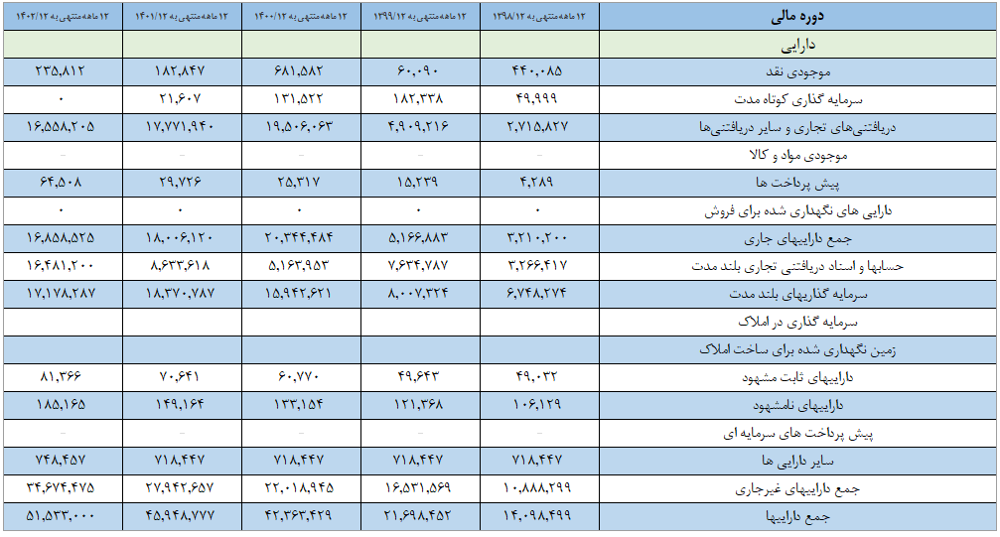 دوره مالی ۱۲ ماهه منتهی به ۱۳۹۸/۱۲ ۱۲ ماهه منتهی به ۱۳۹۹/۱۲ ۱۲ ماهه منتهی به ۱۴۰۰/۱۲ ۱۲ ماهه منتهی به ۱۴۰۱/۱۲ ۱۲ ماهه منتهی به ۱۴۰۲/۱۲
دارایی
موجودی نقد ۴۴۰,۰۸۵ ۶۰,۰۹۰ ۶۸۱,۵۸۲ ۱۸۲,۸۴۷ ۲۳۵,۸۱۲
سرمایه گذاری کوتاه مدت ۴۹,۹۹۹ ۱۸۲,۳۳۸ ۱۳۱,۵۲۲ ۲۱,۶۰۷ ۰
دریافتنی‌های تجاری و سایر دریافتنی‌ها ۲,۷۱۵,۸۲۷ ۴,۹۰۹,۲۱۶ ۱۹,۵۰۶,۰۶۳ ۱۷,۷۷۱,۹۴۰ ۱۶,۵۵۸,۲۰۵
موجودی مواد و کالا – – – – –
پیش پرداخت ها ۴,۲۸۹ ۱۵,۲۳۹ ۲۵,۳۱۷ ۲۹,۷۲۶ ۶۴,۵۰۸
دارایی های نگهداری شده برای فروش ۰ ۰ ۰ ۰ ۰
جمع داراییهای جاری ۳,۲۱۰,۲۰۰ ۵,۱۶۶,۸۸۳ ۲۰,۳۴۴,۴۸۴ ۱۸,۰۰۶,۱۲۰ ۱۶,۸۵۸,۵۲۵
حسابها و اسناد دریافتنی تجاری بلند مدت ۳,۲۶۶,۴۱۷ ۷,۶۳۴,۷۸۷ ۵,۱۶۳,۹۵۳ ۸,۶۳۳,۶۱۸ ۱۶,۴۸۱,۲۰۰
سرمایه گذاریهای بلند مدت ۶,۷۴۸,۲۷۴ ۸,۰۰۷,۳۲۴ ۱۵,۹۴۲,۶۲۱ ۱۸,۳۷۰,۷۸۷ ۱۷,۱۷۸,۲۸۷
سرمایه گذاری در املاک
زمین نگهداری شده برای ساخت املاک
داراییهای ثابت مشهود ۴۹,۰۳۲ ۴۹,۶۴۳ ۶۰,۷۷۰ ۷۰,۶۴۱ ۸۱,۳۶۶
داراییهای نامشهود ۱۰۶,۱۲۹ ۱۲۱,۳۶۸ ۱۳۳,۱۵۴ ۱۴۹,۱۶۴ ۱۸۵,۱۶۵
پیش پرداخت های سرمایه ای – – – – –
سایر دارایی ها ۷۱۸,۴۴۷ ۷۱۸,۴۴۷ ۷۱۸,۴۴۷ ۷۱۸,۴۴۷ ۷۴۸,۴۵۷
جمع داراییهای غیرجاری ۱۰,۸۸۸,۲۹۹ ۱۶,۵۳۱,۵۶۹ ۲۲,۰۱۸,۹۴۵ ۲۷,۹۴۲,۶۵۷ ۳۴,۶۷۴,۴۷۵
جمع داراییها ۱۴,۰۹۸,۴۹۹ ۲۱,۶۹۸,۴۵۲ ۴۲,۳۶۳,۴۲۹ ۴۵,۹۴۸,۷۷۷ ۵۱,۵۳۳,۰۰۰